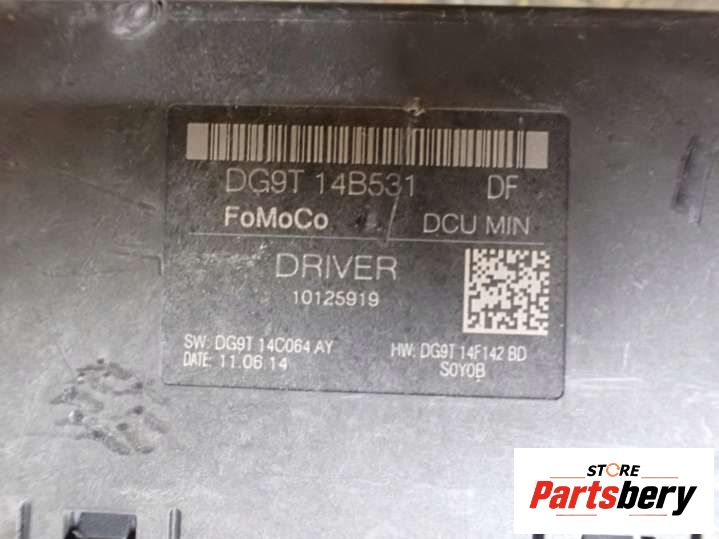 DG9T 14B531 DF
FoMoCo DCU MIN
DRIVER
10125919
SW: DG9T 14C064 AY HW: DG9T 14F142 BD
DATE: 11.06.14 S0Y0B
STORE
Partsbery